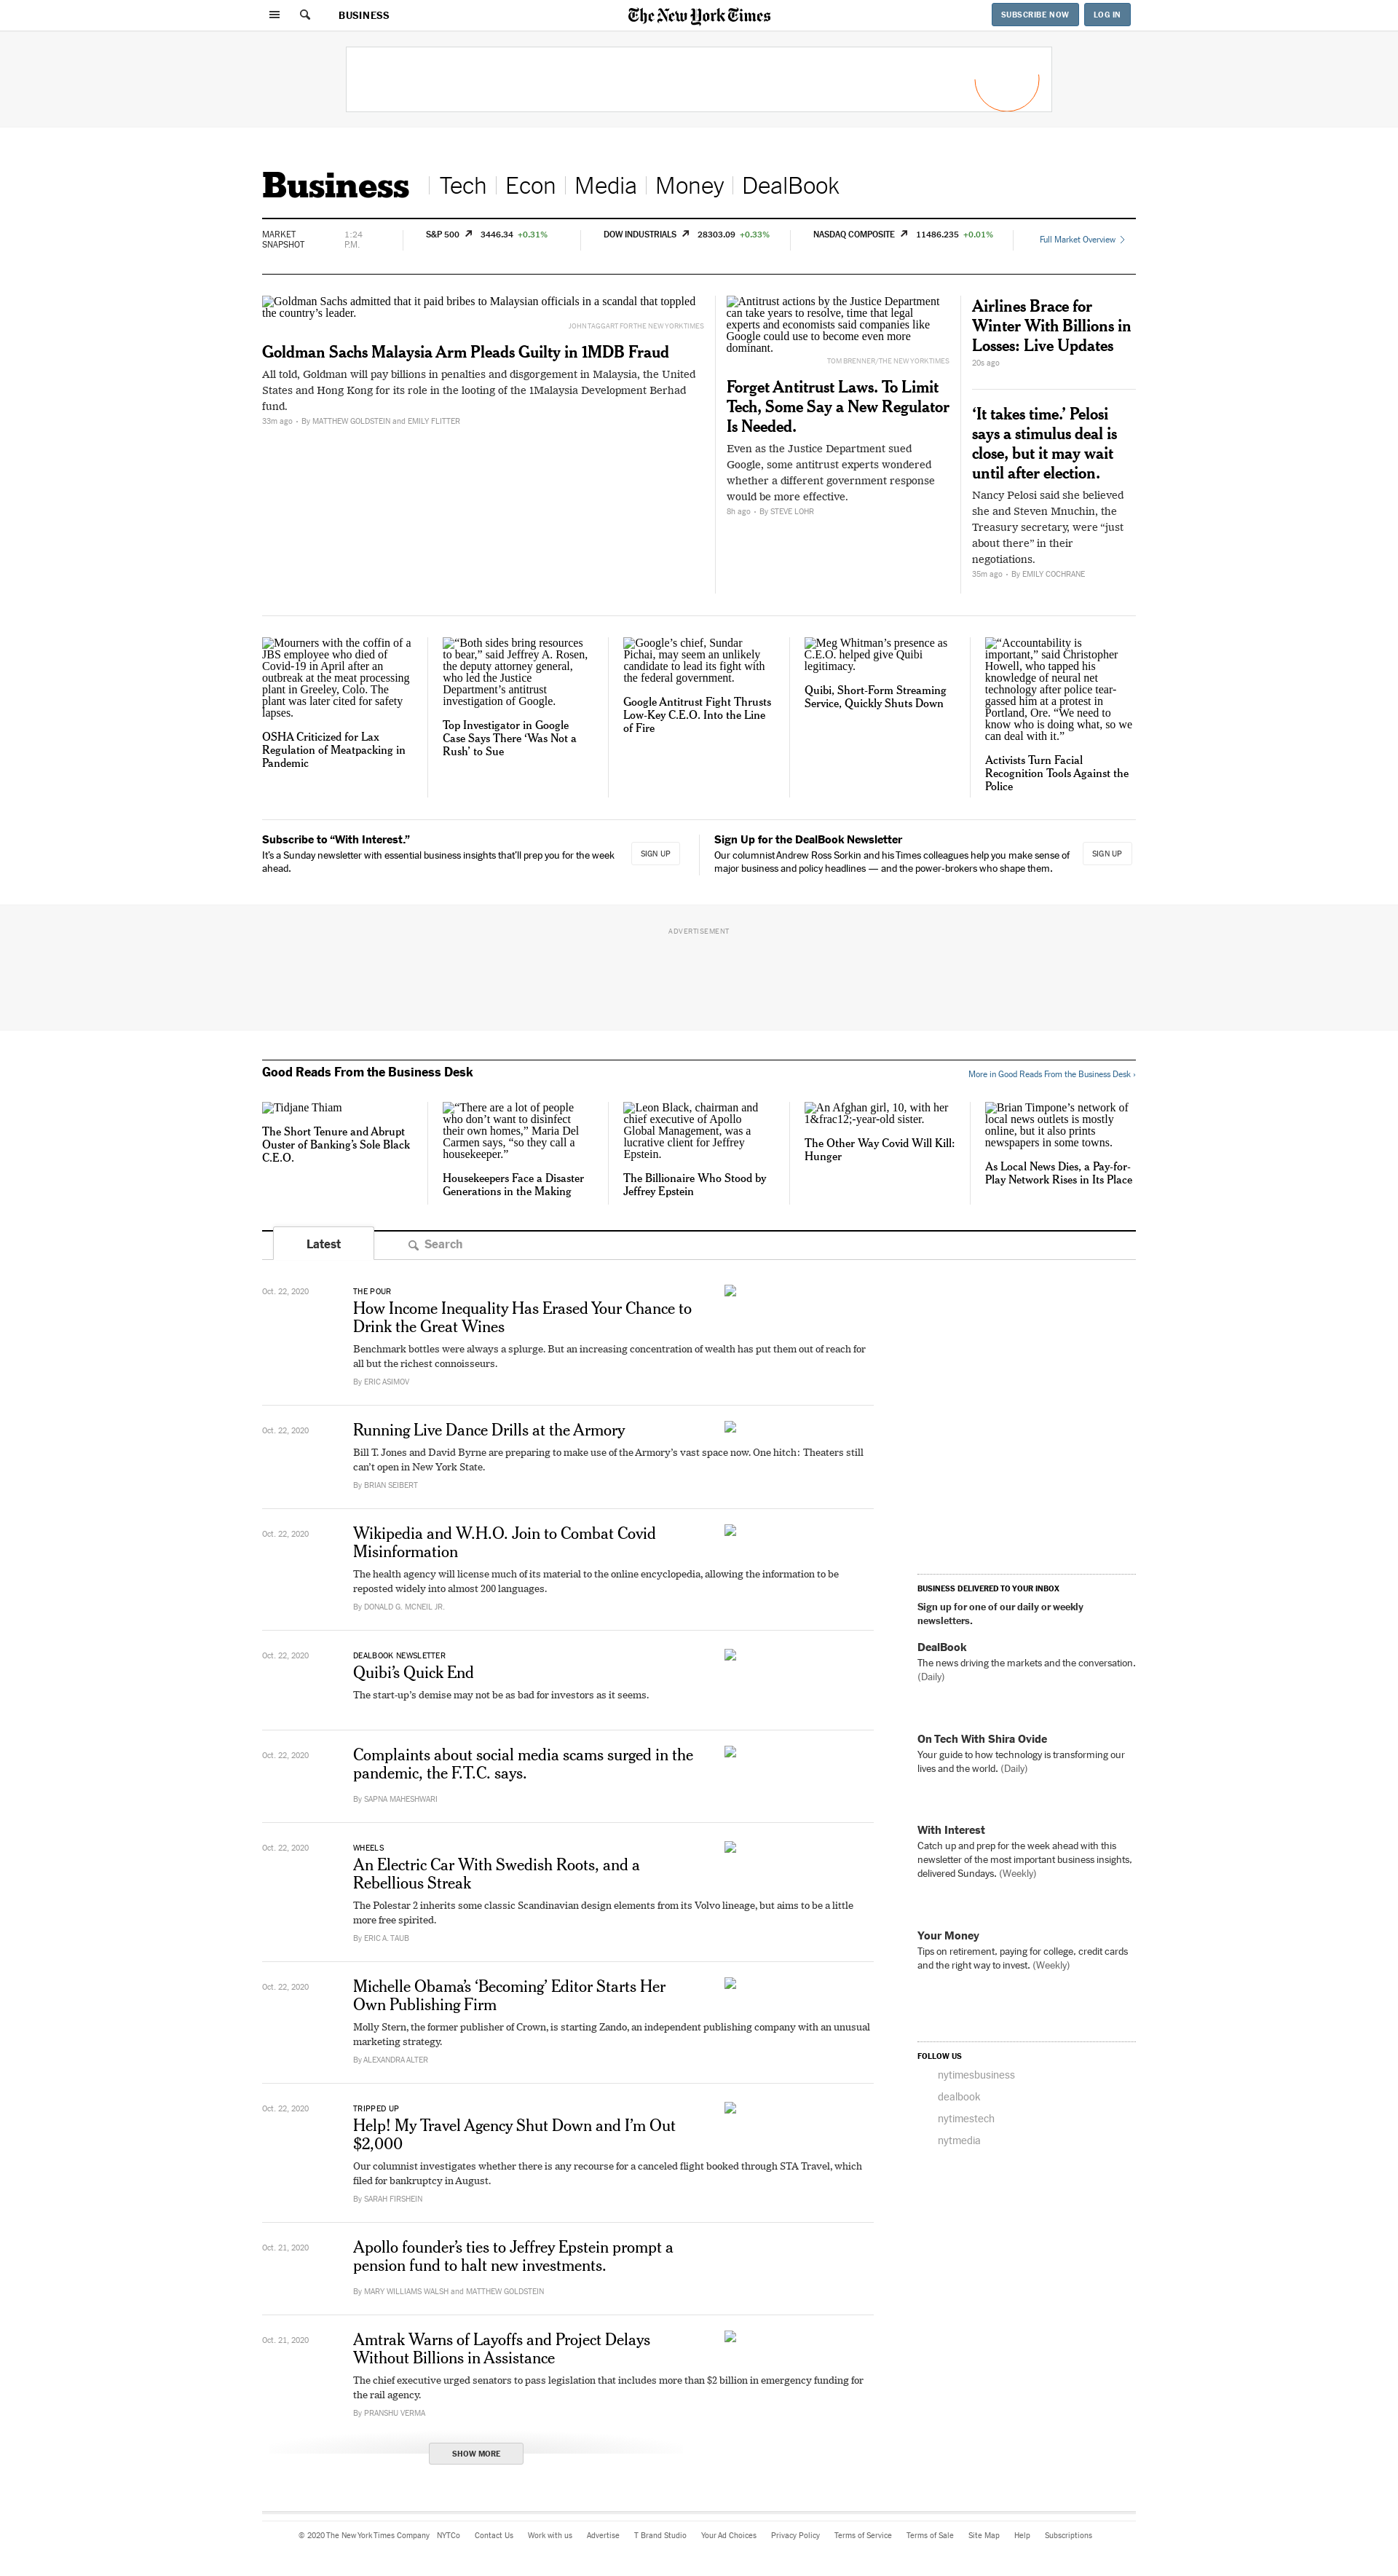 BUSINESS
The New York Times
SUBSCRIBE NOW
LOG IN
Business
Tech
Econ
Media
Money
DealBook
MARKET
SNAPSHOT
1:24
P.M.
S&P 500 3446.34 +0.31%
DOW INDUSTRIALS 28303.09 +0.33%
NASDAQ COMPOSITE 11486.235 +0.01%
Full Market Overview
Goldman Sachs admitted that it paid bribes to Malaysian officials in a scandal that toppled
the country’s leader.
JOHN TAGGART FOR THE NEW YORK TIMES
Goldman Sachs Malaysia Arm Pleads Guilty in 1MDB Fraud
All told, Goldman will pay billions in penalties and disgorgement in Malaysia, the United
States and Hong Kong for its role in the looting of the 1Malaysia Development Berhad
fund.
33m ago - By MATTHEW GOLDSTEIN and EMILY FLITTER
Antitrust actions by the Justice Department
can take years to resolve, time that legal
experts and economists said companies like
Google could use to become even more
dominant.
TOM BRENNER/THE NEW YORK TIMES
Forget Antitrust Laws. To Limit
Tech, Some Say a New Regulator
Is Needed.
Even as the Justice Department sued
Google, some antitrust experts wondered
whether a different government response
would be more effective.
8h ago - By STEVE LOHR
Airlines Brace for
Winter With Billions in
Losses: Live Updates
20s ago
‘It takes time.’ Pelosi
says a stimulus deal is
close, but it may wait
until after election.
Nancy Pelosi said she believed
she and Steven Mnuchin, the
Treasury secretary, were “just
about there” in their
negotiations.
35m ago - By EMILY COCHRANE
Mourners with the coffin of a
JBS employee who died of
Covid-19 in April after an
outbreak at the meat processing
plant in Greeley, Colo. The
plant was later cited for safety
lapses.
OSHA Criticized for Lax
Regulation of Meatpacking in
Pandemic
“Both sides bring resources
to bear,” said Jeffrey A. Rosen,
the deputy attorney general,
who led the Justice
Department’s antitrust
investigation of Google.
Top Investigator in Google
Case Says There ‘Was Not a
Rush’ to Sue
Google’s chief, Sundar
Pichai, may seem an unlikely
candidate to lead its fight with
the federal government.
Google Antitrust Fight Thrusts
Low-Key C.E.O. Into the Line
of Fire
Meg Whitman’s presence as
C.E.O. helped give Quibi
legitimacy.
Quibi, Short-Form Streaming
Service, Quickly Shuts Down
“Accountability is
important,” said Christopher
Howell, who tapped his
knowledge of neural net
technology after police tear-
gassed him at a protest in
Portland, Ore. “We need to
know who is doing what, so we
can deal with it.”
Activists Turn Facial
Recognition Tools Against the
Police
Subscribe to “With Interest.”
It’s a Sunday newsletter with essential business insights that’ll prep you for the week
ahead.
SIGN UP
Sign Up for the DealBook Newsletter
Our columnist Andrew Ross Sorkin and his Times colleagues help you make sense of
major business and policy headlines — and the power-brokers who shape them.
SIGN UP
ADVERTISEMENT
Good Reads From the Business Desk
More in Good Reads From the Business Desk ›
Tidjane Thiam
The Short Tenure and Abrupt
Ouster of Banking’s Sole Black
C.E.O.
“There are a lot of people
who don’t want to disinfect
their own homes,” Maria Del
Carmen says, “so they call a
housekeeper.”
Housekeepers Face a Disaster
Generations in the Making
Leon Black, chairman and
chief executive of Apollo
Global Management, was a
lucrative client for Jeffrey
Epstein.
The Billionaire Who Stood by
Jeffrey Epstein
An Afghan girl, 10, with her
1&frac12;-year-old sister.
The Other Way Covid Will Kill:
Hunger
Brian Timpone’s network of
local news outlets is mostly
online, but it also prints
newspapers in some towns.
As Local News Dies, a Pay-for-
Play Network Rises in Its Place
Latest
Search
Oct. 22, 2020
THE POUR
How Income Inequality Has Erased Your Chance to
Drink the Great Wines
Benchmark bottles were always a splurge. But an increasing concentration of wealth has put them out of reach for
all but the richest connoisseurs.
By ERIC ASIMOV
Oct. 22, 2020
Running Live Dance Drills at the Armory
Bill T. Jones and David Byrne are preparing to make use of the Armory’s vast space now. One hitch: Theaters still
can’t open in New York State.
By BRIAN SEIBERT
Oct. 22, 2020
Wikipedia and W.H.O. Join to Combat Covid
Misinformation
The health agency will license much of its material to the online encyclopedia, allowing the information to be
reposted widely into almost 200 languages.
By DONALD G. MCNEIL JR.
Oct. 22, 2020
DEALBOOK NEWSLETTER
Quibi’s Quick End
The start-up’s demise may not be as bad for investors as it seems.
Oct. 22, 2020
Complaints about social media scams surged in the
pandemic, the F.T.C. says.
By SAPNA MAHESHWARI
Oct. 22, 2020
WHEELS
An Electric Car With Swedish Roots, and a
Rebellious Streak
The Polestar 2 inherits some classic Scandinavian design elements from its Volvo lineage, but aims to be a little
more free spirited.
By ERIC A. TAUB
Oct. 22, 2020
Michelle Obama’s ‘Becoming’ Editor Starts Her
Own Publishing Firm
Molly Stern, the former publisher of Crown, is starting Zando, an independent publishing company with an unusual
marketing strategy.
By ALEXANDRA ALTER
Oct. 22, 2020
TRIPPED UP
Help! My Travel Agency Shut Down and I’m Out
$2,000
Our columnist investigates whether there is any recourse for a canceled flight booked through STA Travel, which
filed for bankruptcy in August.
By SARAH FIRSHEIN
Oct. 21, 2020
Apollo founder’s ties to Jeffrey Epstein prompt a
pension fund to halt new investments.
By MARY WILLIAMS WALSH and MATTHEW GOLDSTEIN
Oct. 21, 2020
Amtrak Warns of Layoffs and Project Delays
Without Billions in Assistance
The chief executive urged senators to pass legislation that includes more than $2 billion in emergency funding for
the rail agency.
By PRANSHU VERMA
SHOW MORE
BUSINESS DELIVERED TO YOUR INBOX
Sign up for one of our daily or weekly
newsletters.
DealBook
The news driving the markets and the conversation.
(Daily)
On Tech With Shira Ovide
Your guide to how technology is transforming our
lives and the world. (Daily)
With Interest
Catch up and prep for the week ahead with this
newsletter of the most important business insights,
delivered Sundays. (Weekly)
Your Money
Tips on retirement, paying for college, credit cards
and the right way to invest. (Weekly)
FOLLOW US
nytimesbusiness
dealbook
nytimestech
nytmedia
© 2020 The New York Times Company NYTCo Contact Us Work with us Advertise T Brand Studio Your Ad Choices Privacy Policy Terms of Service Terms of Sale Site Map Help Subscriptions